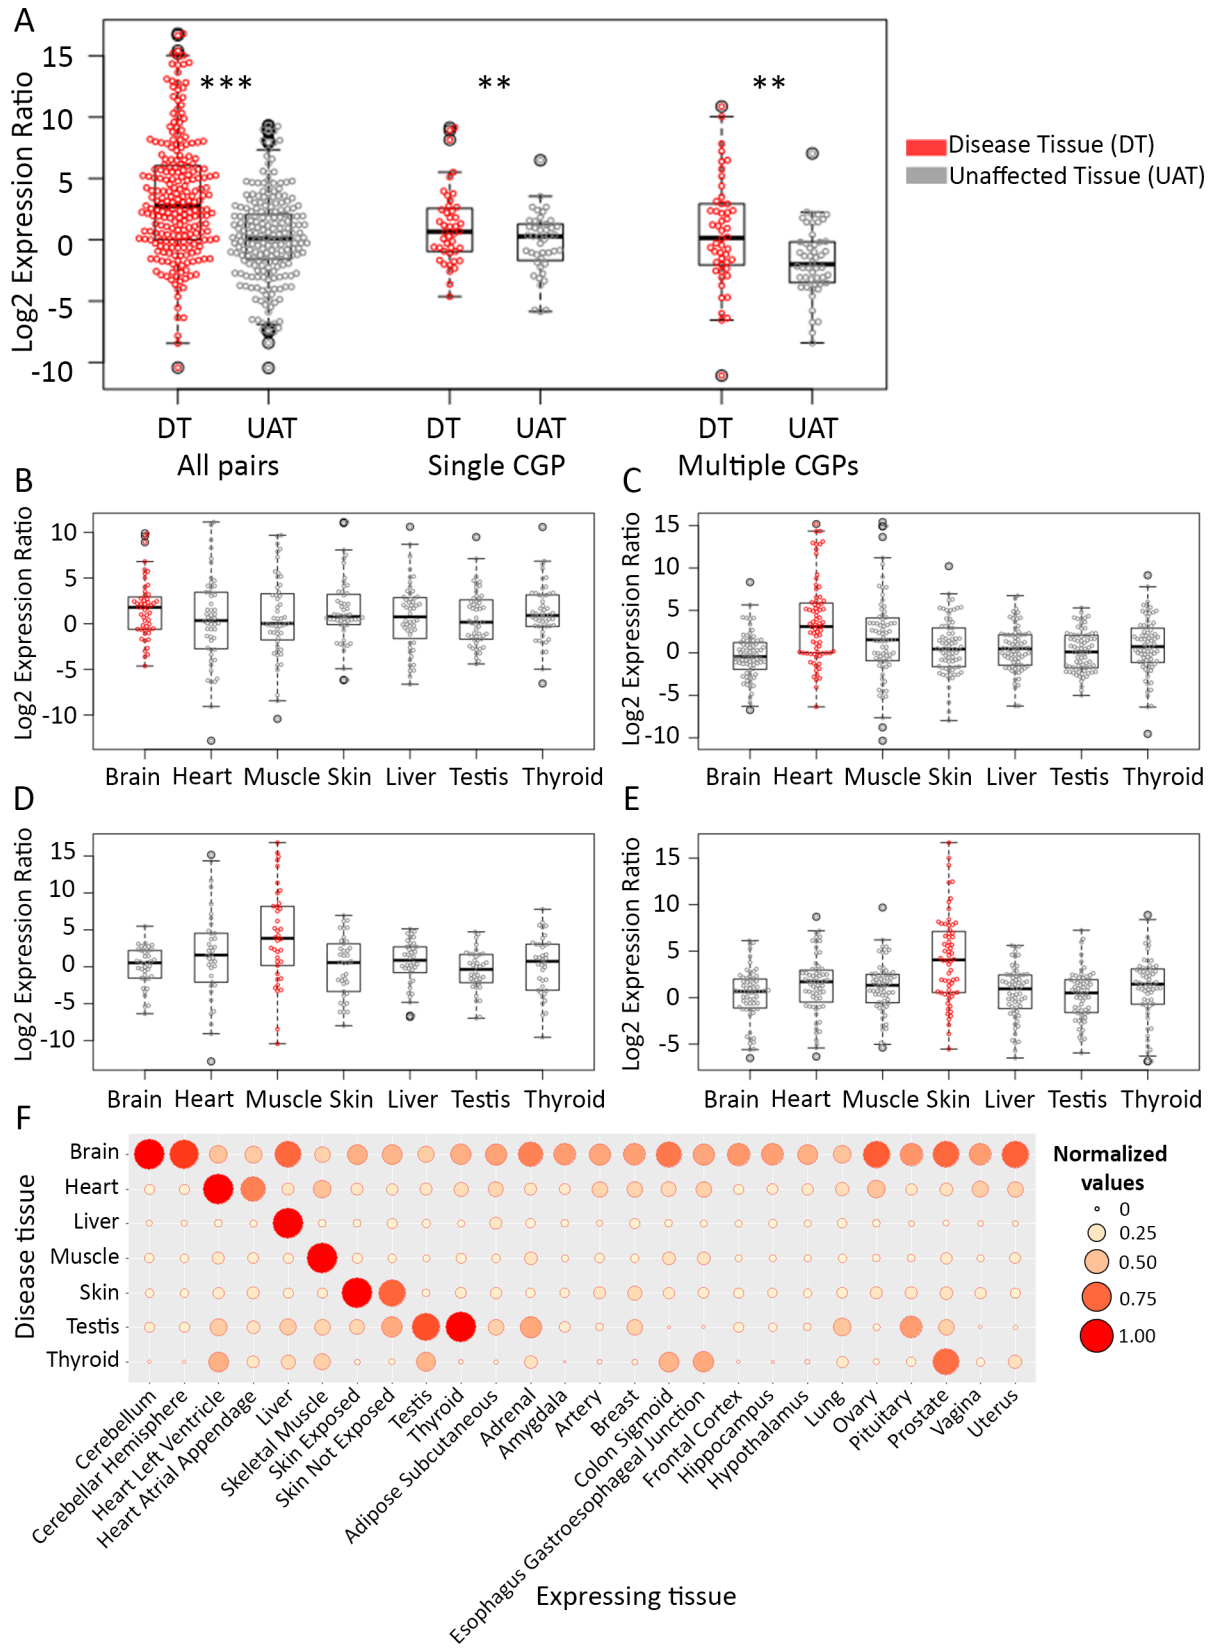 A
Log2 Expression Ratio
15
10
5
0
-5
-10
***
**
**
Disease Tissue (DT)
Unaffected Tissue (UAT)
DT UAT DT UAT DT UAT
All pairs Single CGP Multiple CGPs
B
Log2 Expression Ratio
10
5
0
-5
-10
Brain Heart Muscle Skin Liver Testis Thyroid
C
Log2 Expression Ratio
15
10
5
0
-5
-10
Brain Heart Muscle Skin Liver Testis Thyroid
D
Log2 Expression Ratio
15
10
5
0
-5
-10
Brain Heart Muscle Skin Liver Testis Thyroid
E
Log2 Expression Ratio
15
10
5
0
-5
Brain Heart Muscle Skin Liver Testis Thyroid
F
Disease tissue
Brain
Heart
Liver
Muscle
Skin
Testis
Thyroid
Normalized
values
0
0.25
0.50
0.75
1.00
Cerebellum
Cerebellar Hemisphere
Heart Left Ventricle
Heart Atrial Appendage
Liver
Skeletal Muscle
Skin Exposed
Skin Not Exposed
Testis
Thyroid
Adipose Subcutaneous
Adrenal
Amygdala
Artery
Breast
Colon Sigmoid
Esophagus Gastroesophageal Junction
Frontal Cortex
Hippocampus
Hypothalamus
Lung
Ovary
Pituitary
Prostate
Vagina
Uterus
Expressing tissue